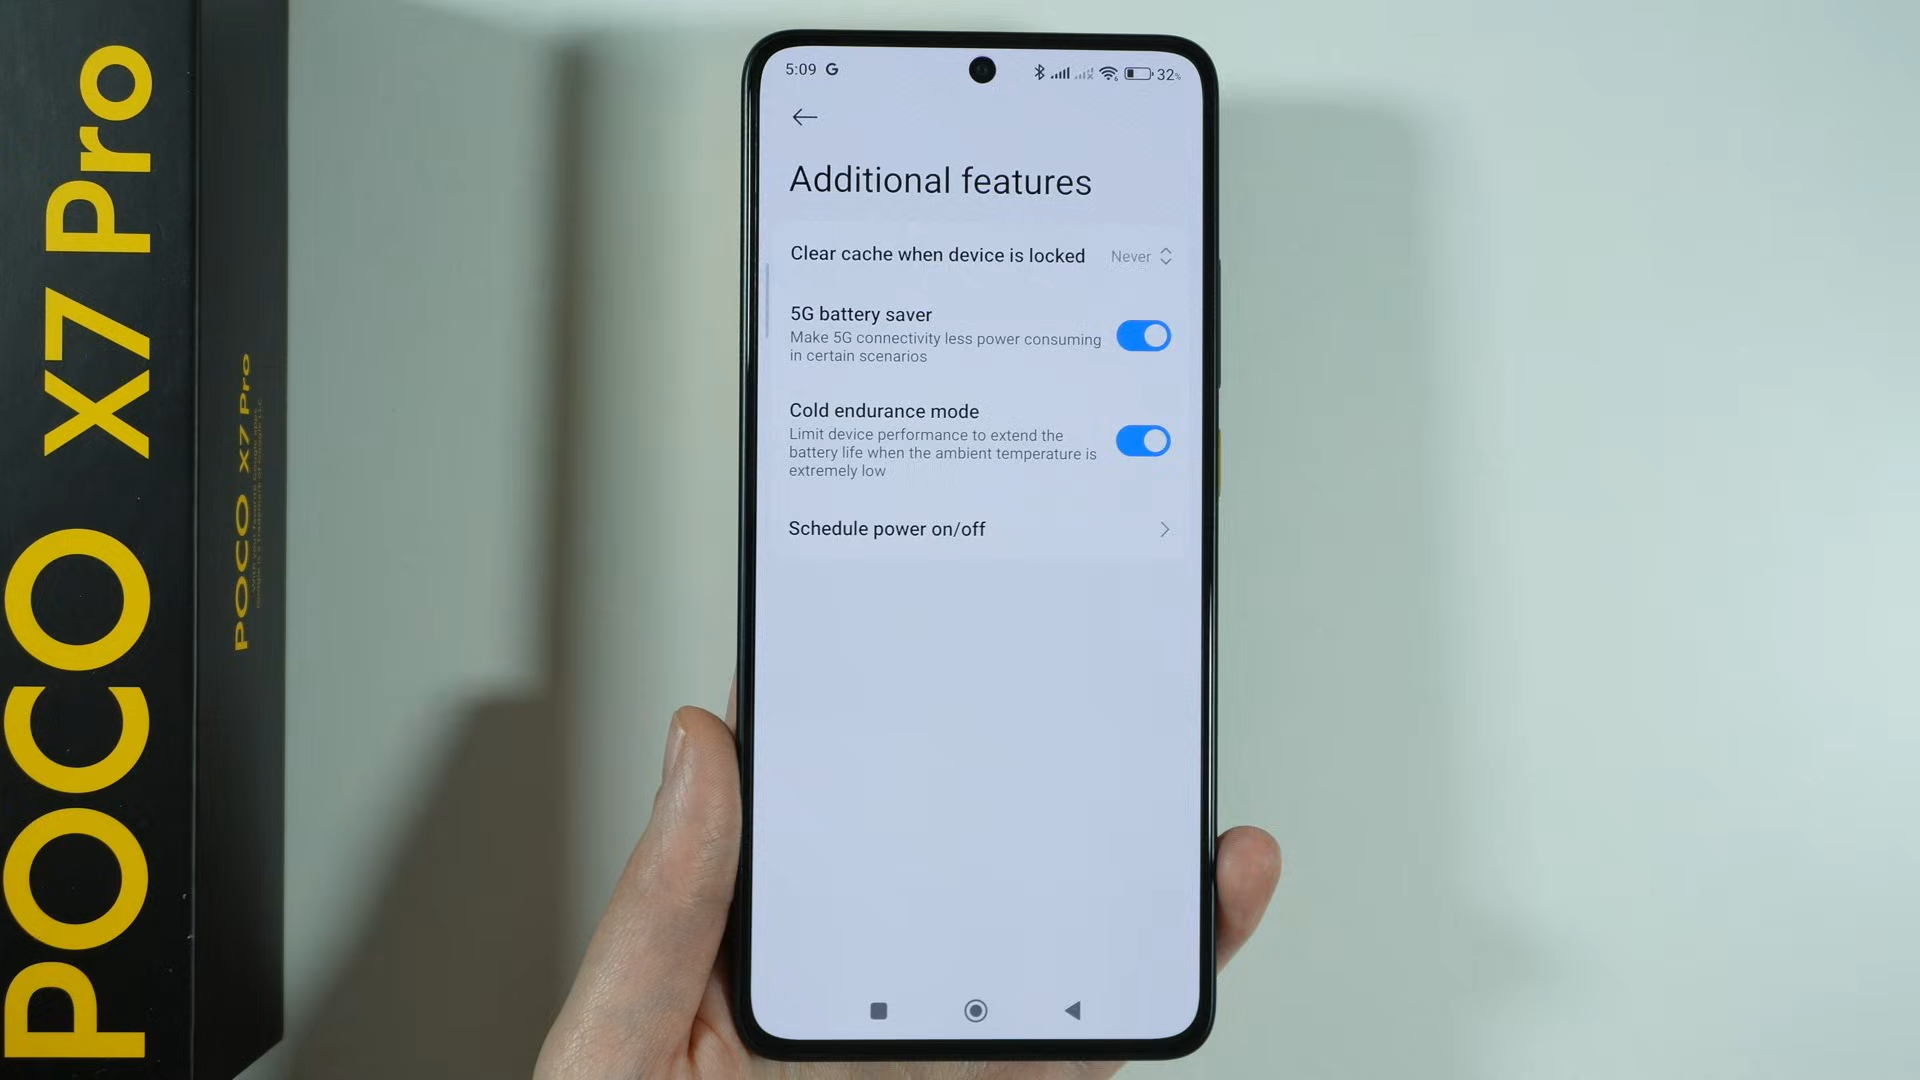 POCO X7 Pro
POCO X7 Pro
5:09 G
32%
Additional features
Clear cache when device is locked
Never
5G battery saver
Make 5G connectivity less power consuming
in certain scenarios
Cold endurance mode
Limit device performance to extend the
battery life when the ambient temperature is
extremely low
Schedule power on/off